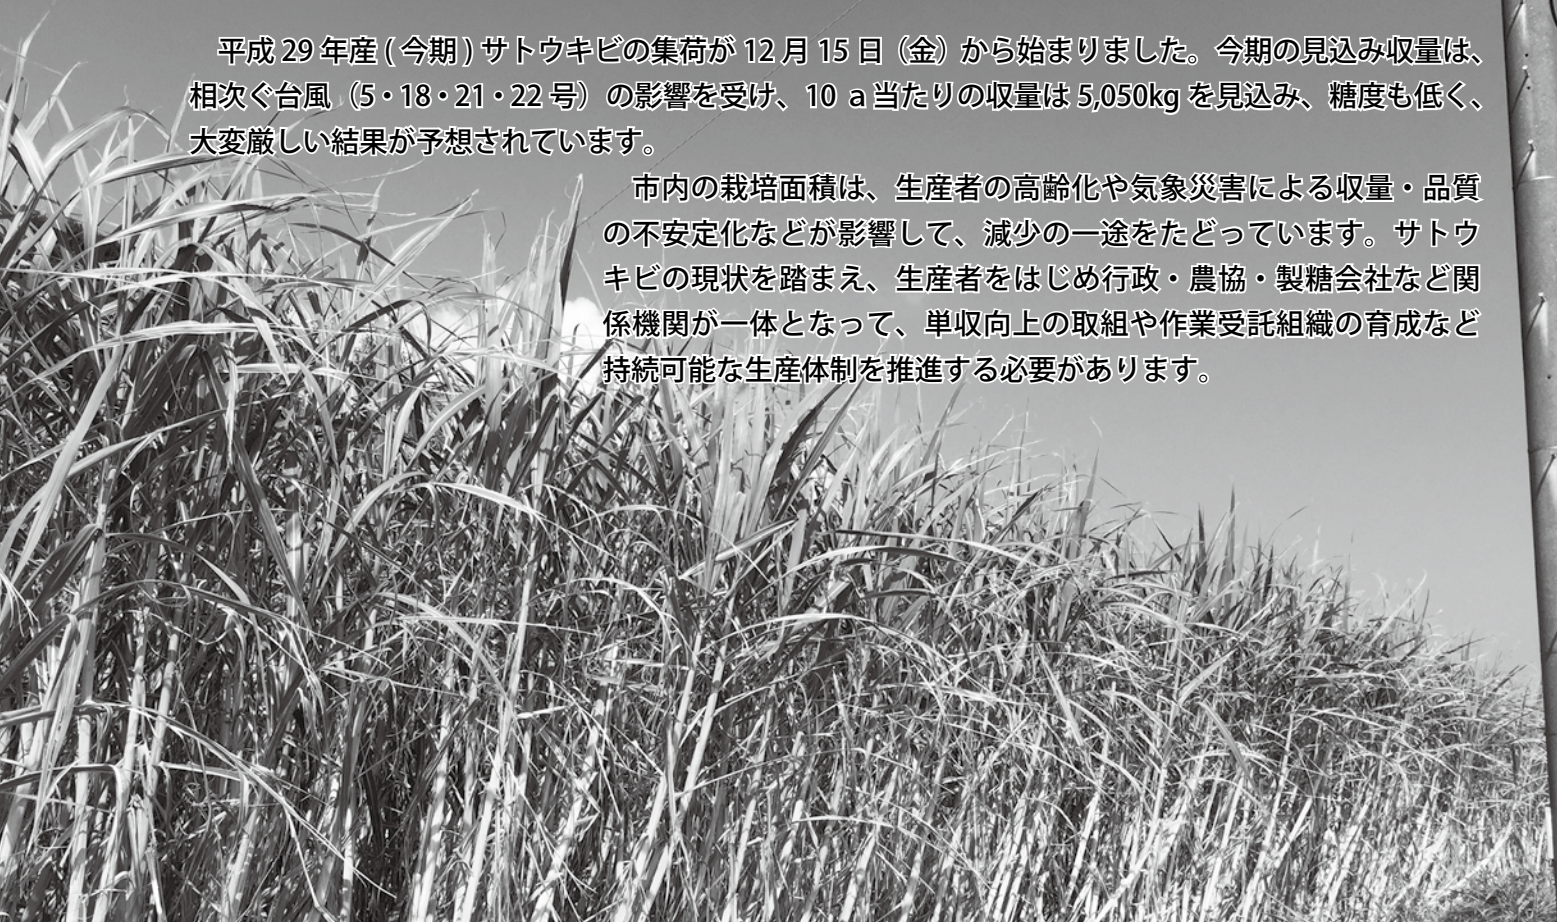 平成 29 年産 ( 今期 ) サトウキビの集荷が 12 月 15 日（金）から始まりました。今期の見込み収量は、
相次ぐ台風（5・18・21・22 号）の影響を受け、10 ａ当たりの収量は 5,050kg を見込み、糖度も低く、
大変厳しい結果が予想されています。
市内の栽培面積は、生産者の高齢化や気象災害による収量・品質
の不安定化などが影響して、減少の一途をたどっています。サトウ
キビの現状を踏まえ、生産者をはじめ行政・農協・製糖会社など関
係機関が一体となって、単収向上の取組や作業受託組織の育成など
持続可能な生産体制を推進する必要があります。